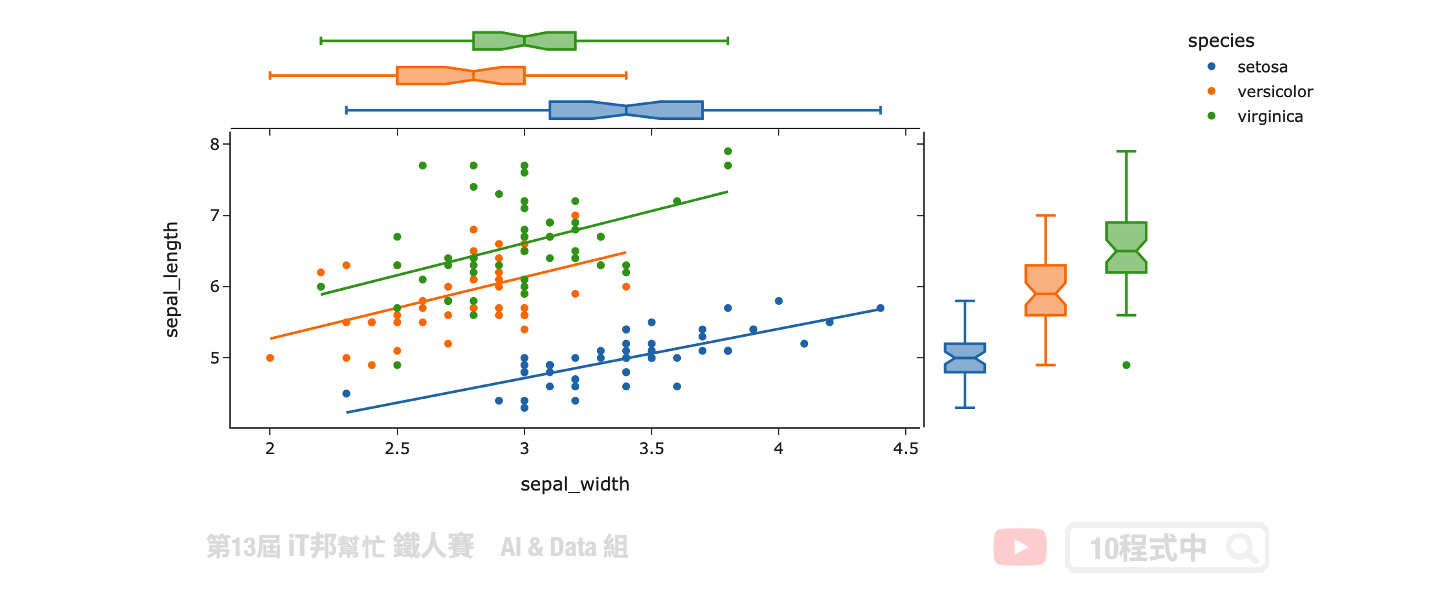 species
setosa
versicolor
virginica
8
7
6
5
sepal_length
2 2.5 3 3.5 4 4.5
sepal_width
第13屆 iT邦幫忙 鐵人賽 AI & Data 組
10程式中